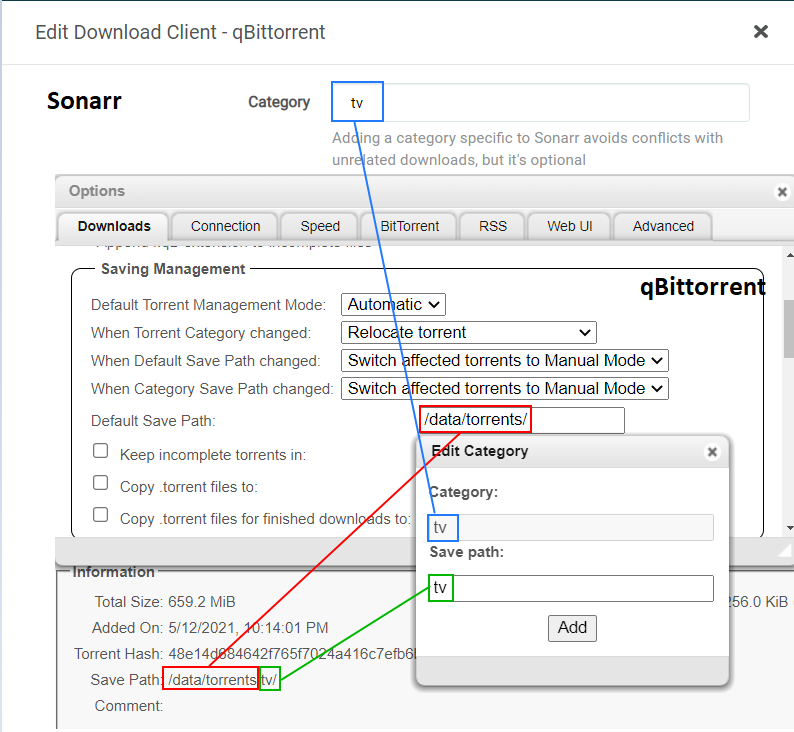 Edit Download Client - qBittorrent
Sonarr
Category tv
Adding a category specific to Sonarr avoids conflicts with
unrelated downloads, but it's optional
Options
Downloads Connection Speed BitTorrent RSS Web UI Advanced
Saving Management
qBittorrent
Default Torrent Management Mode: Automatic
When Torrent Category changed: Relocate torrent
When Default Save Path changed: Switch affected torrents to Manual Mode
When Category Save Path changed: Switch affected torrents to Manual Mode
Default Save Path: /data/torrents/
Keep incomplete torrents in:
Copy .torrent files to:
Copy .torrent files for finished downloads to:
Edit Category
Category:
tv
Save path:
tv
Add
Information
Total Size: 659.2 MiB
256.0 KiB
Added On: 5/12/2021, 10:14:01 PM
Torrent Hash:
Save Path: /data/torrents/tv/
Comment: